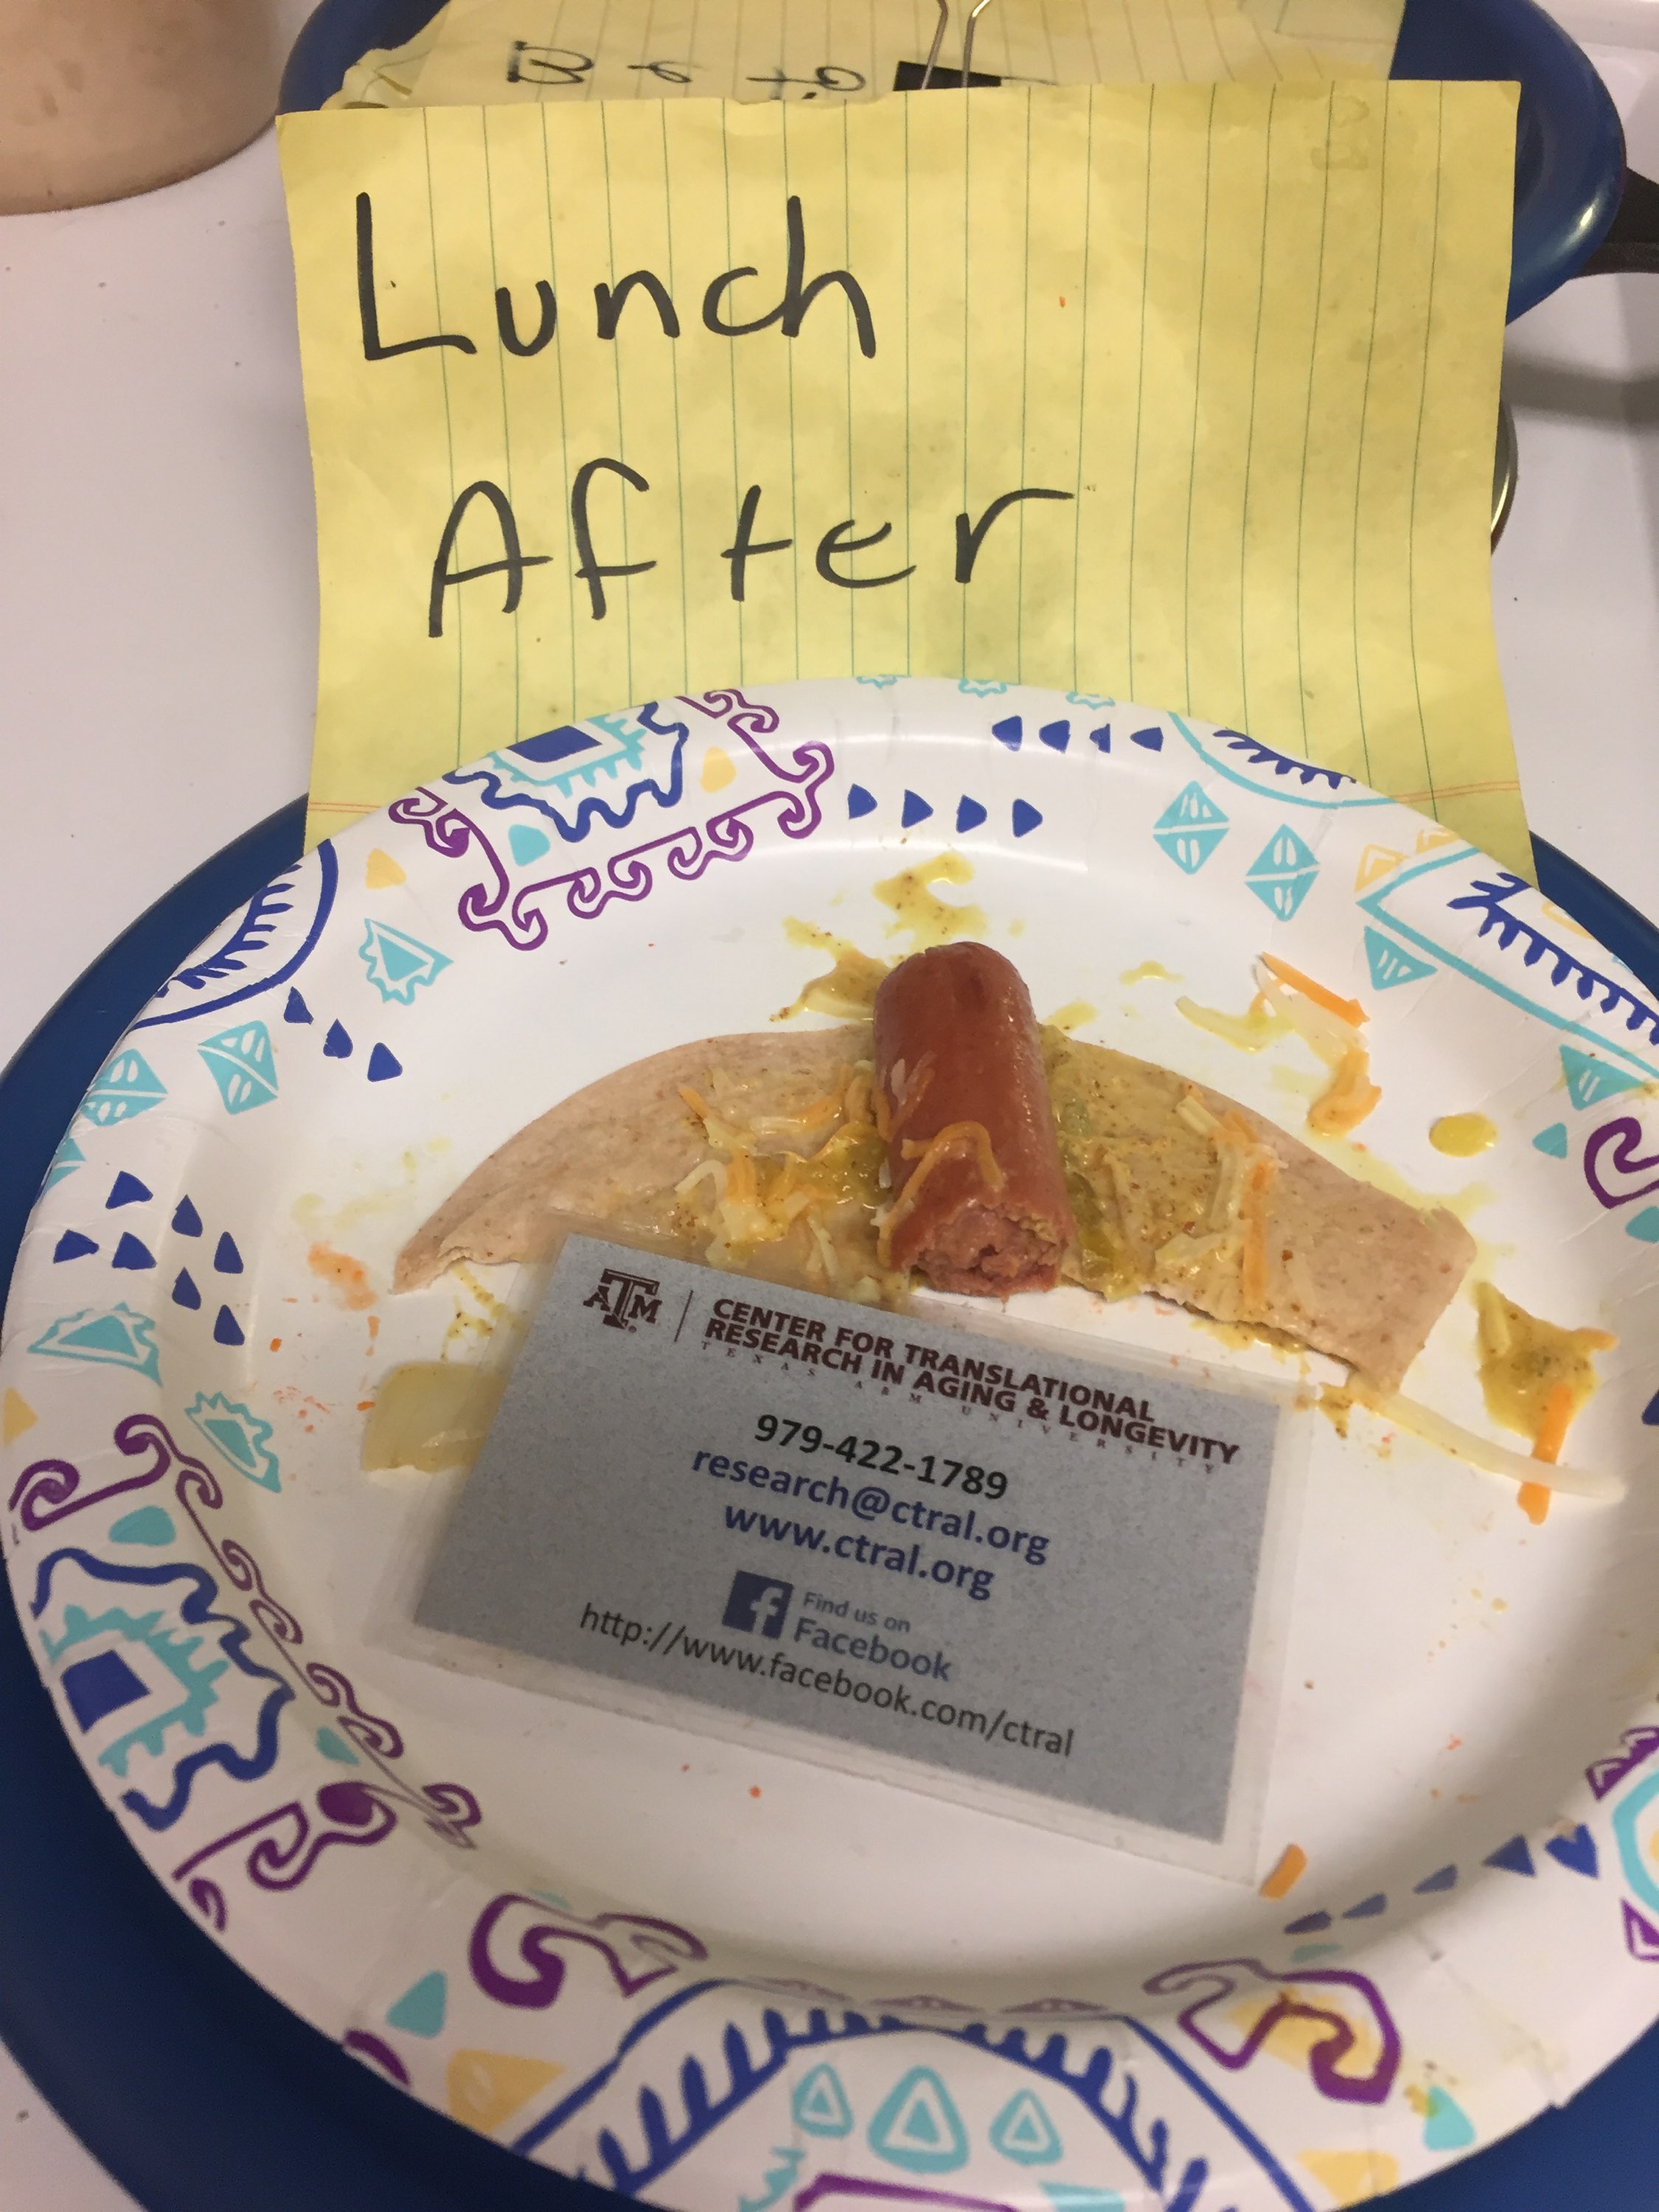 Lunch
After
ATM
CENTER FOR TRANSLATIONAL
RESEARCH IN AGING & LONGEVITY
TEXAS A&M UNIVERSITY
979-422-1789
research@ctral.org
www.ctral.org
f Find us on
Facebook
http://www.facebook.com/ctral